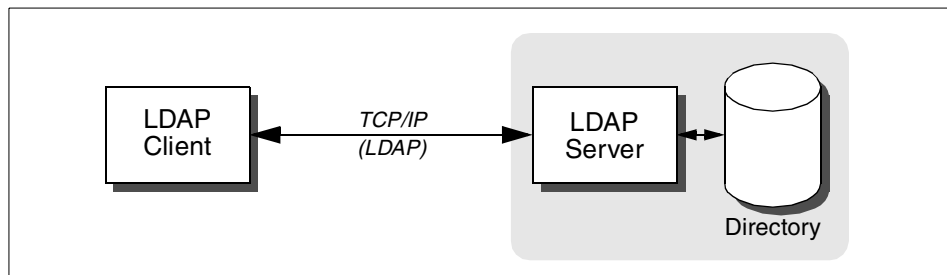 LDAP
Client
TCP/IP
(LDAP)
LDAP
Server
Directory